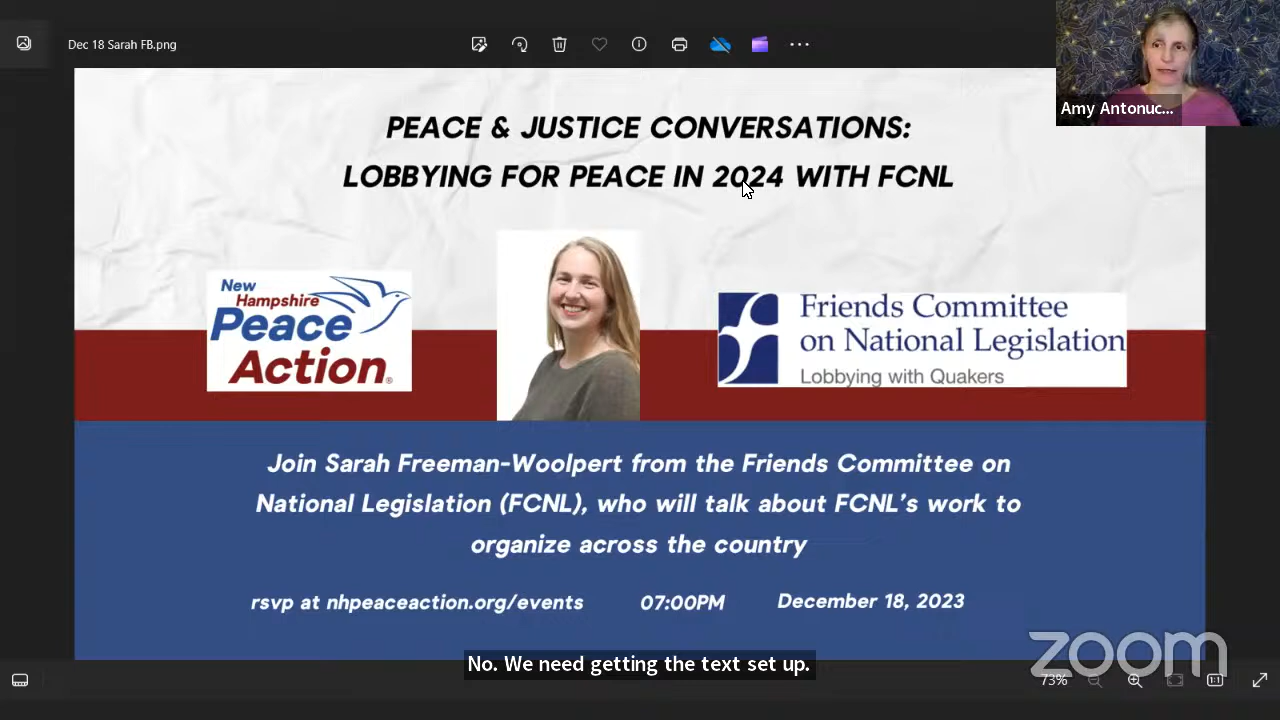 Dec 18 Sarah FB.png
Amy Antonuc...
PEACE & JUSTICE CONVERSATIONS:
LOBBYING FOR PEACE IN 2024 WITH FCNL
New
Hampshire
Peace
Action®
f
Friends Committee
on National Legislation
Lobbying with Quakers
Join Sarah Freeman-Woolpert from the Friends Committee on
National Legislation (FCNL), who will talk about FCNL's work to
organize across the country
rsvp at nhpeaceaction.org/events 07:00PM December 18, 2023
zoom
No. We need getting the text set up.
73% 1:1